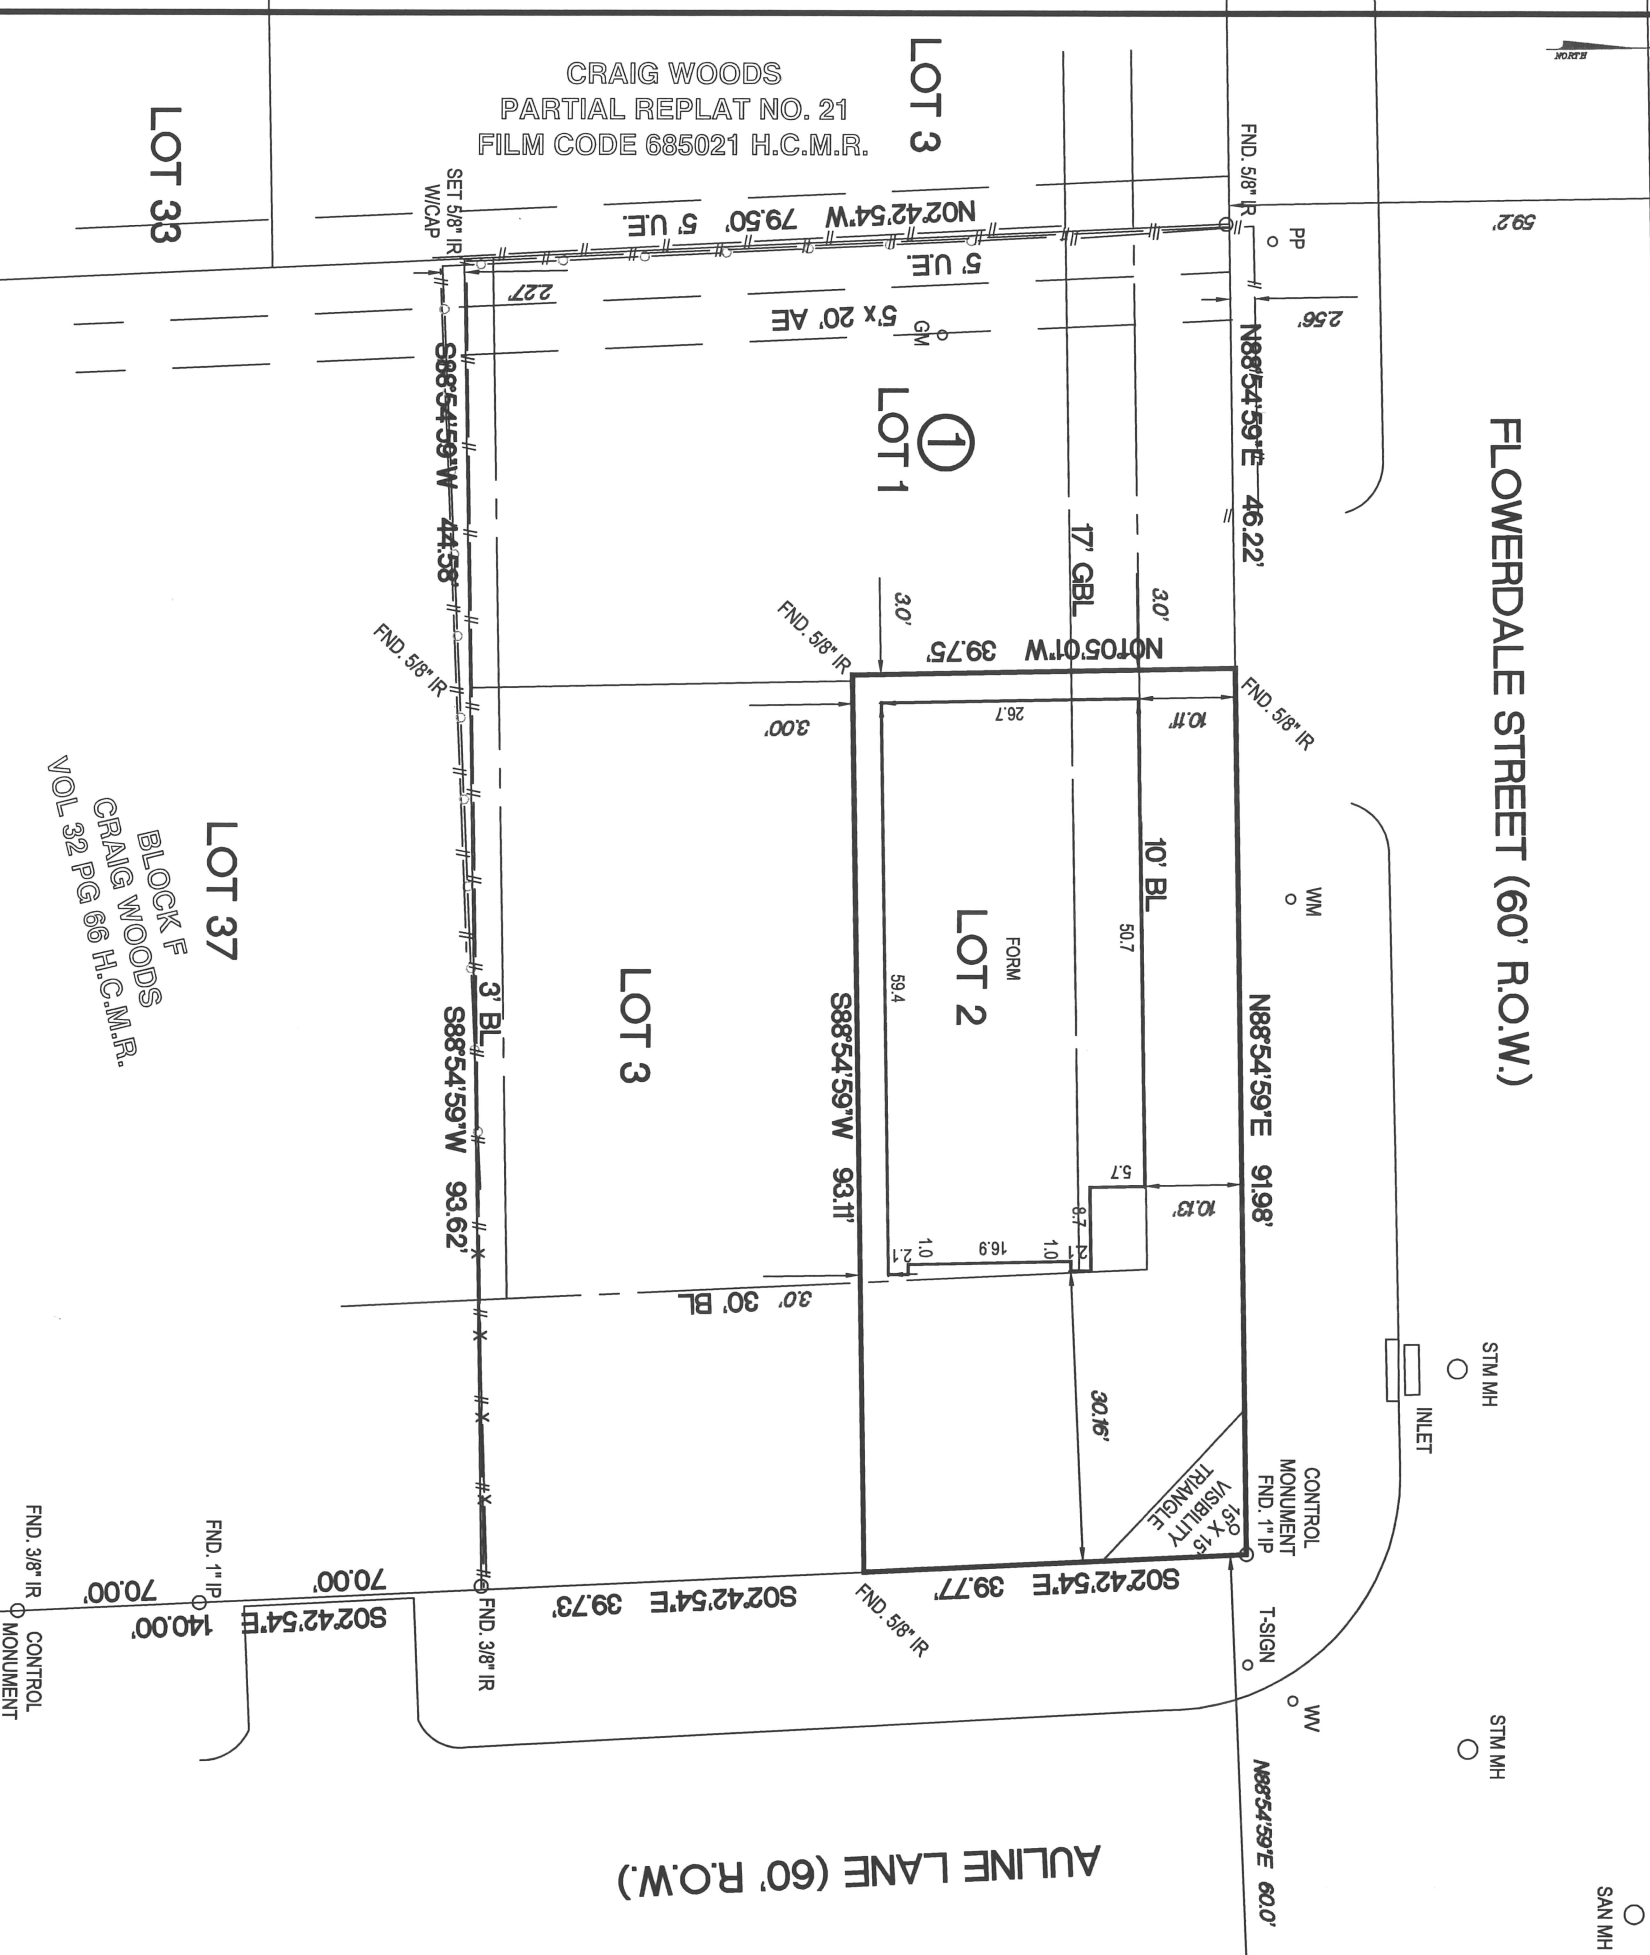 NORTH
CRAIG WOODS
PARTIAL REPLAT NO. 21
FILM CODE 685021 H.C.M.R.
LOT 3
LOT 33
FND. 5/8" IR
PP
59.2'
SET 5/8" IR
W/CAP
N02°42'54"W 79.50' 5' U.E.
5' U.E.
5'x 20' AE
GM
2.27'
2.56'
N88°54'59"E 46.22'
S88°54'59"W 44.58'
1
LOT 1
FLOWERDALE STREET (60' R.O.W.)
17' GBL
3.0'
3.0'
N01°05'01"W 39.75'
FND. 5/8" IR
FND. 5/8" IR
FND. 5/8" IR
3.00'
26.7
10.11'
BLOCK F
CRAIG WOODS
VOL 32 PG 66 H.C.M.R.
LOT 37
WM
10' BL
50.7
FORM
LOT 2
59.4
LOT 3
3' BL
S88°54'59"W 93.62'
S88°54'59"W 93.11'
N88°54'59"E 91.98'
5.7
10.13'
8.7
2.1
1.0
16.9
1.0
2.1
30' BL
3.0'
30.16'
STM MH
INLET
15' X 15'
VISIBILITY
TRIANGLE
CONTROL
MONUMENT
FND. 1" IP
S02°42'54"E 39.77'
S02°42'54"E 39.73'
FND. 5/8" IR
FND. 3/8" IR
70.00'
70.00'
S02°42'54"E 140.00'
FND. 1" IP
FND. 3/8" IR
CONTROL
MONUMENT
T-SIGN
WV
STM MH
N88°54'59"E 60.0'
AULINE LANE (60' R.O.W.)
SAN MH